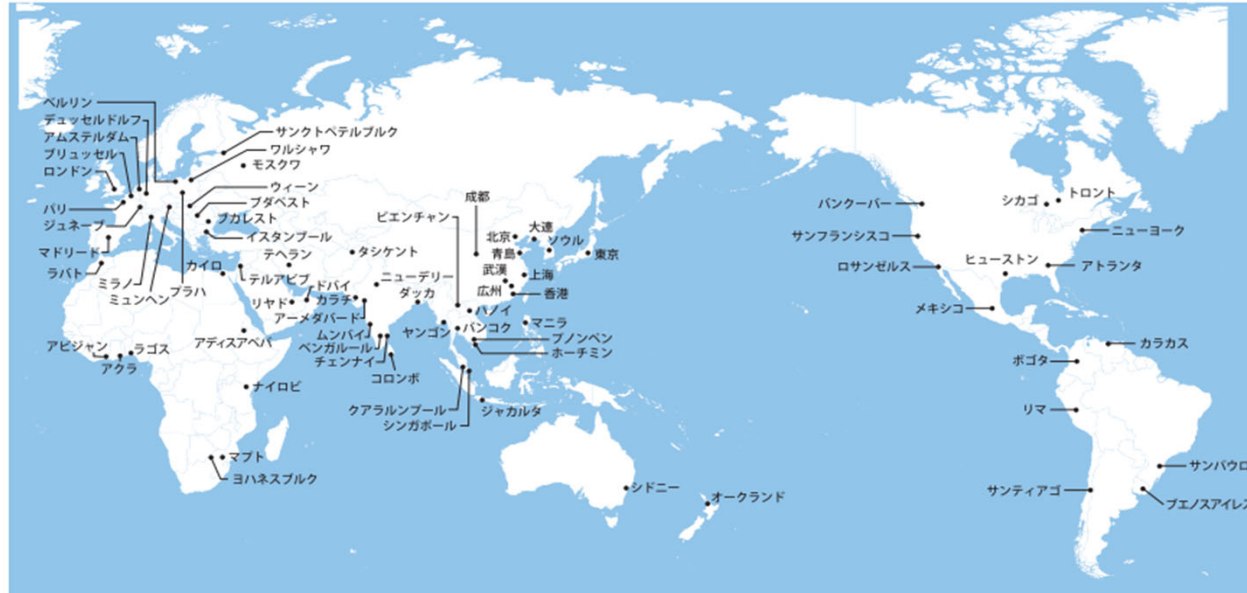 ベルリン
デュッセルドルフ
アムステルダム
ブリュッセル
ロンドン
パリ
ジュネーブ
マドリード
ラバト
ミラノ
ミュンヘン
プラハ
サンクトペテルブルク
ワルシャワ
モスクワ
ウィーン
ブダペスト
ブカレスト
イスタンブール
テヘラン
カイロ
テルアビブ
タシケント
リヤド
ドバイ
カラチ
ニューデリー
アーメダバード
ムンバイ
ベンガルール
チェンナイ
コロンボ
ダッカ
ビエンチャン
成都
北京
大連
ソウル
青島
東京
武漢
上海
広州
香港
ハノイ
ヤンゴン
バンコク
マニラ
プノンペン
ホーチミン
クアラルンプール
シンガポール
ジャカルタ
アビジャン
アクラ
ラゴス
アディスアベバ
ナイロビ
マプト
ヨハネスブルク
シドニー
オークランド
バンクーバー
サンフランシスコ
ロサンゼルス
シカゴ
トロント
ニューヨーク
ヒューストン
アトランタ
メキシコ
カラカス
ボゴタ
リマ
サンパウロ
サンティアゴ
ブエノスアイレス